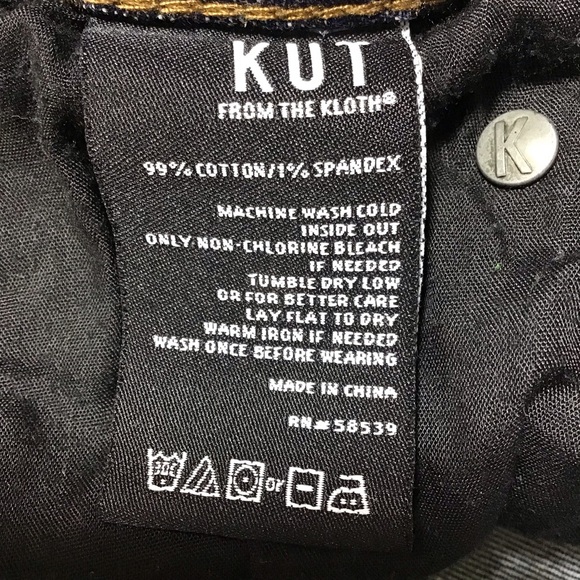 KUT
FROM THE KLOTH®
99% COTTON/1% SPANDEX
MACHINE WASH COLD
INSIDE OUT
ONLY NON-CHLORINE BLEACH
IF NEEDED
TUMBLE DRY LOW
OR FOR BETTER CARE
LAY FLAT TO DRY
WARM IRON IF NEEDED
WASH ONCE BEFORE WEARING
MADE IN CHINA
RN# 58539
30C or
K